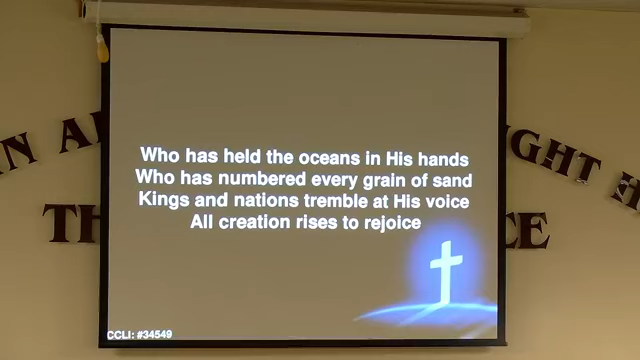 Who has held the oceans in His hands
Who has numbered every grain of sand
Kings and nations tremble at His voice
All creation rises to rejoice
CCLI: #34549